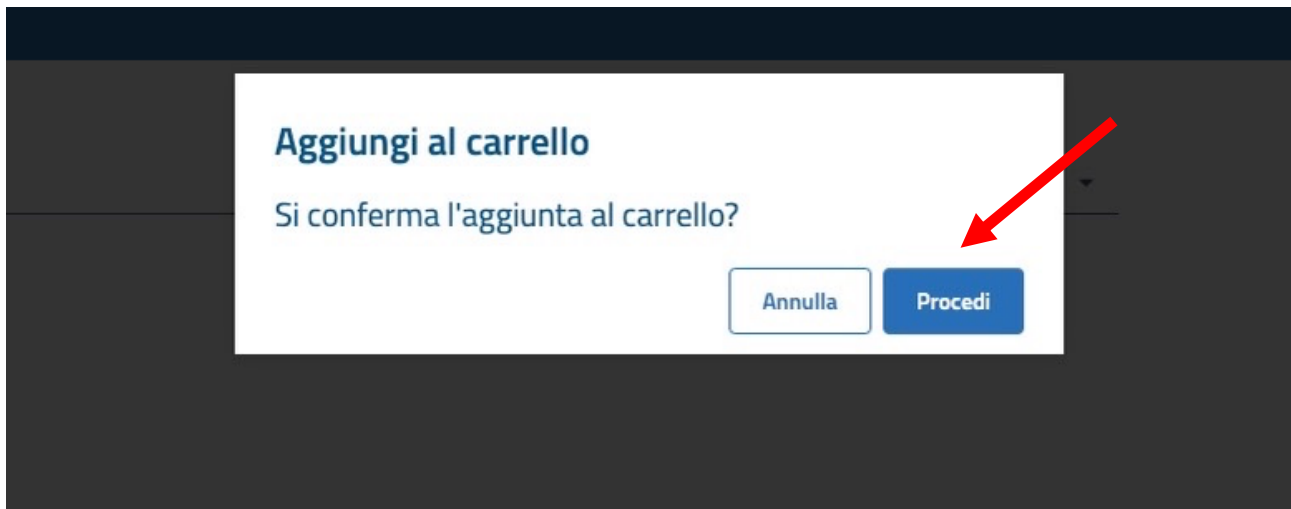 Aggiungi al carrello
Si conferma l'aggiunta al carrello?
Annulla Procedi